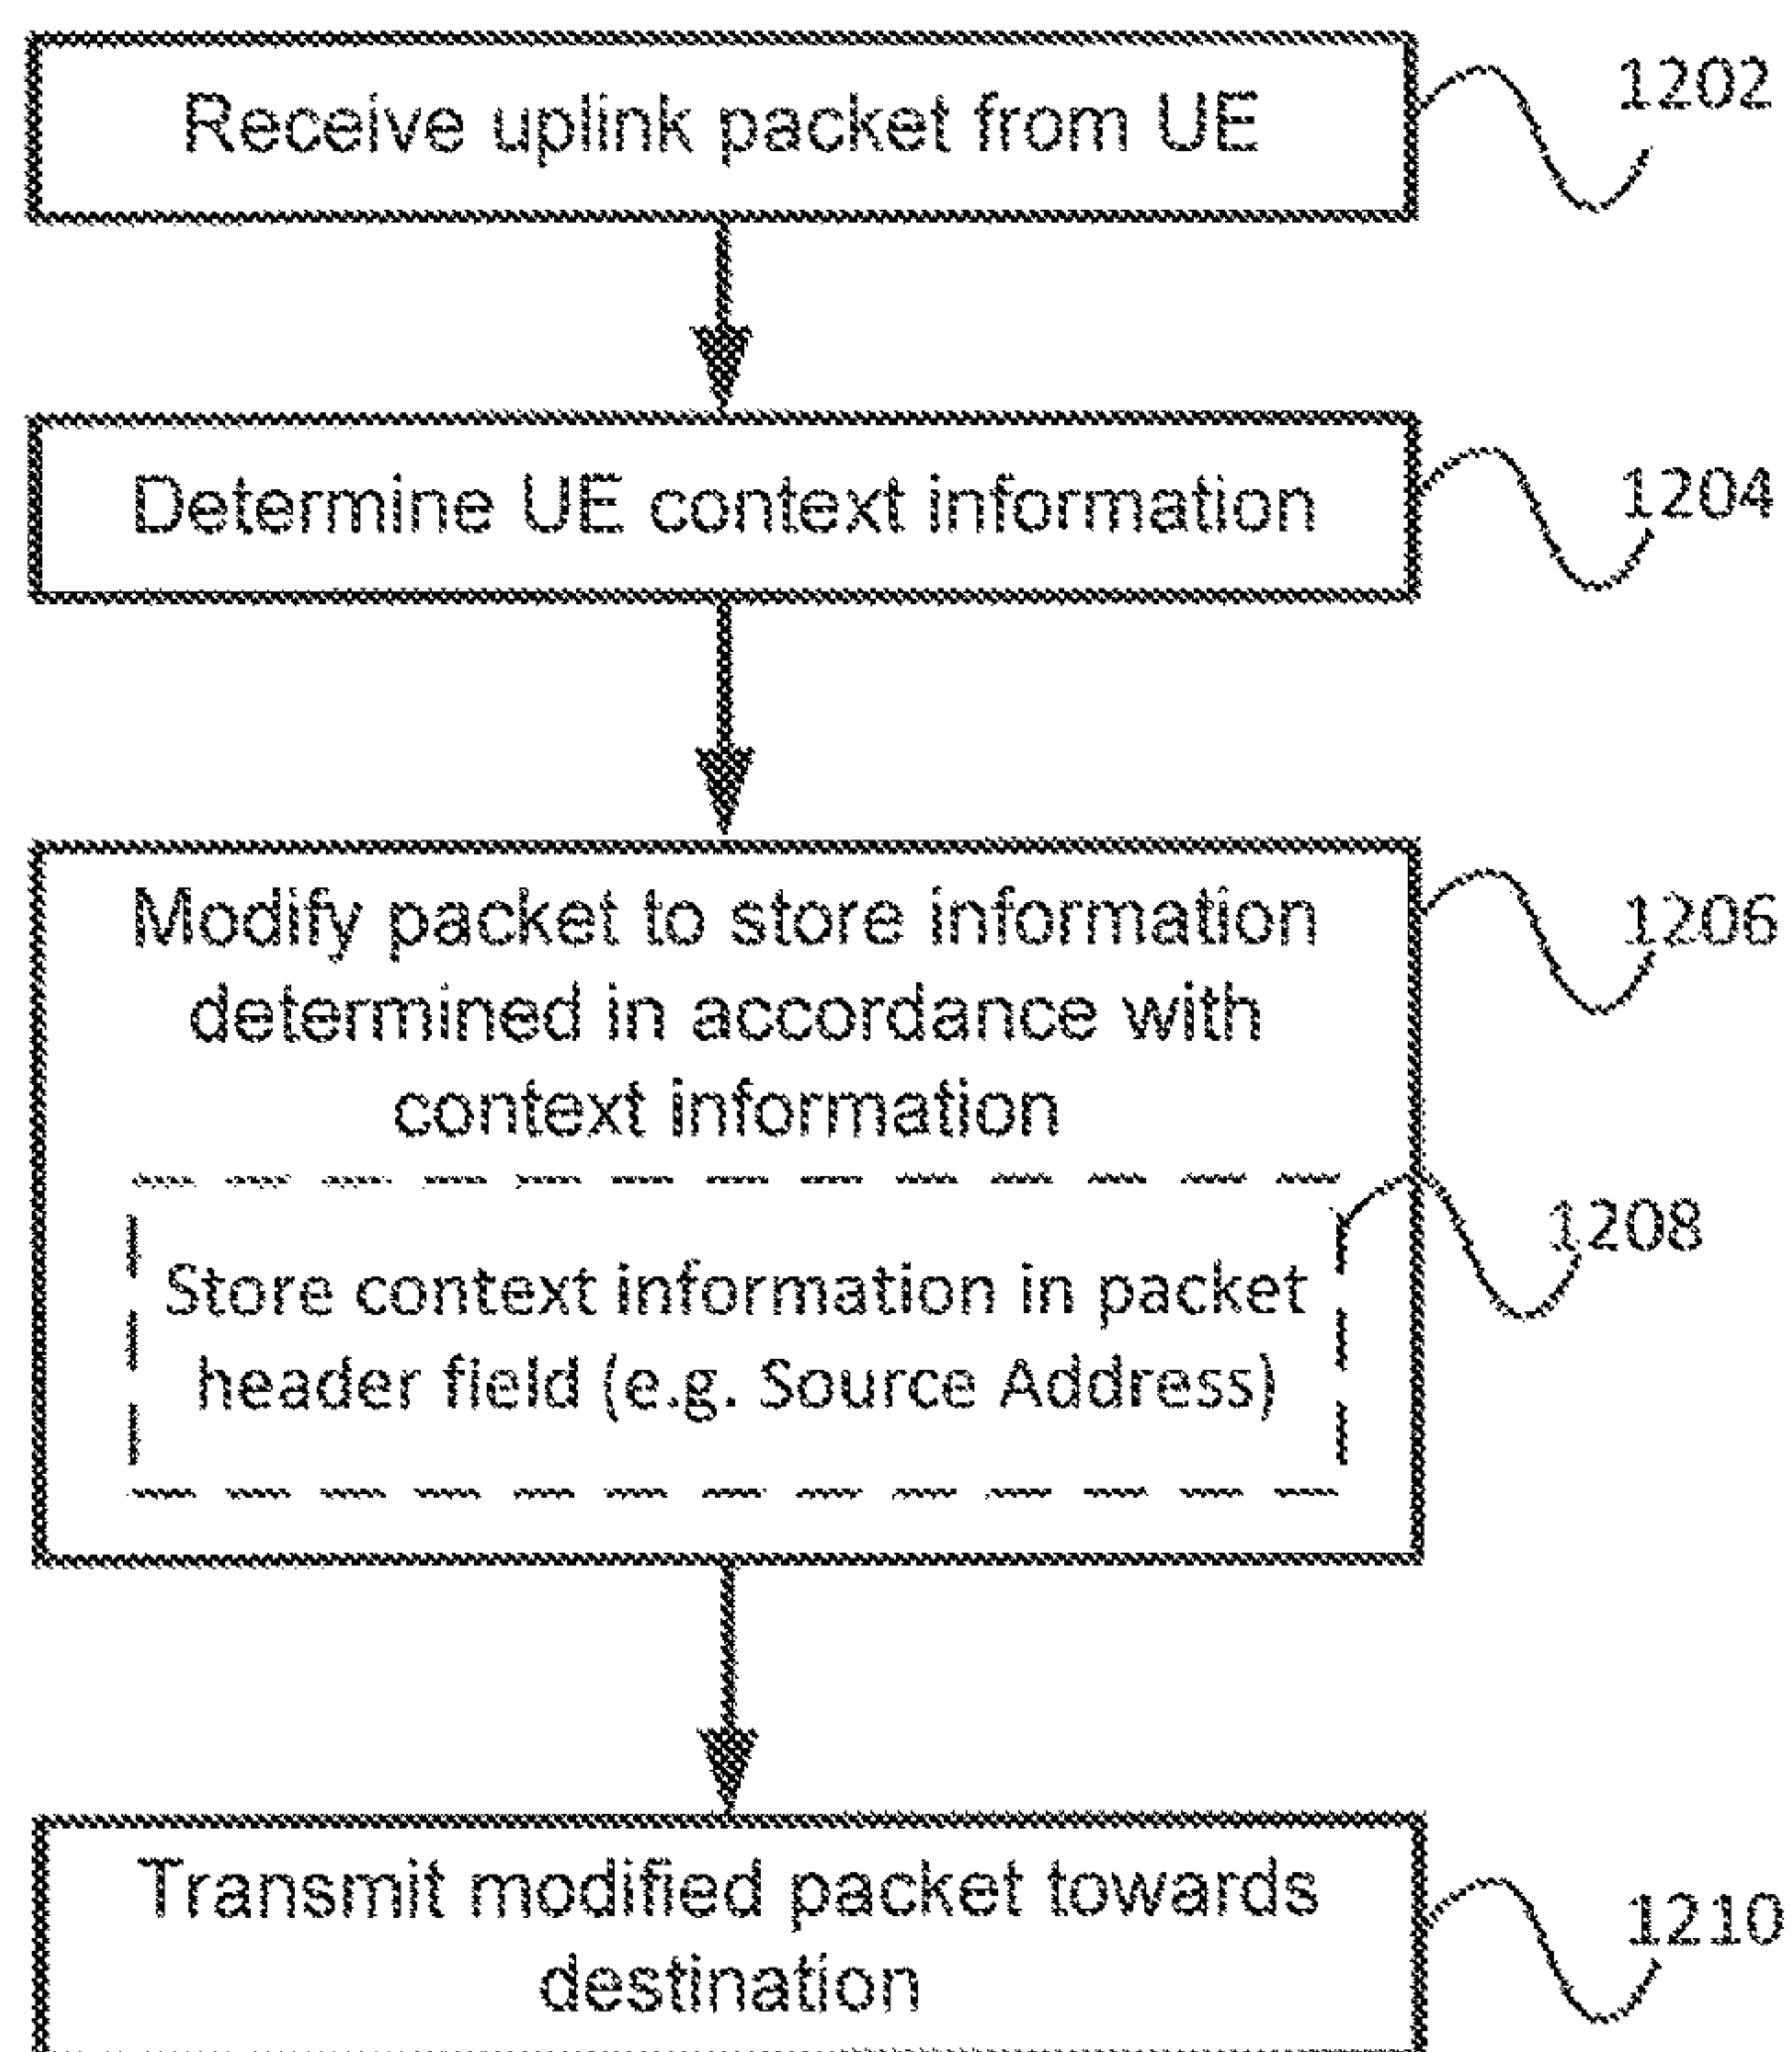 Receive uplink packet from UE
1202
Determine UE context information
1204
Modify packet to store information
determined in accordance with
context information
1206
Store context information in packet
header field (e.g. Source Address)
1208
Transmit modified packet towards
destination
1210